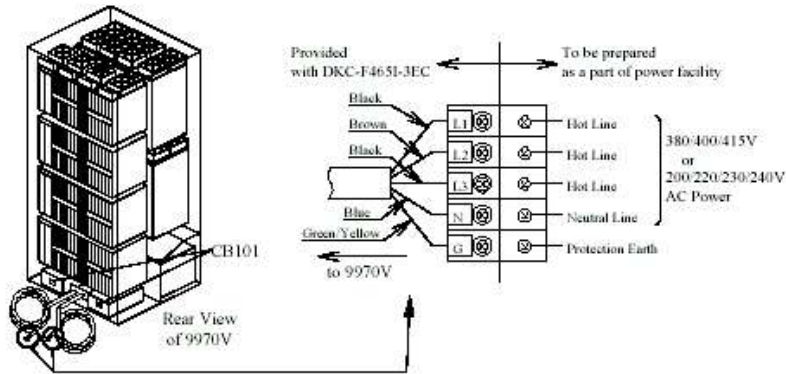 Provided
with DKC-F465I-3EC
To be prepared
as a part of power facility
Black
Brown
Black
Blue
Green/Yellow
L1
L2
L3
N
G
Hot Line
Hot Line
Hot Line
Neutral Line
Protection Earth
380/400/415V
or
200/220/230/240V
AC Power
to 9970V
CB101
Rear View
of 9970V